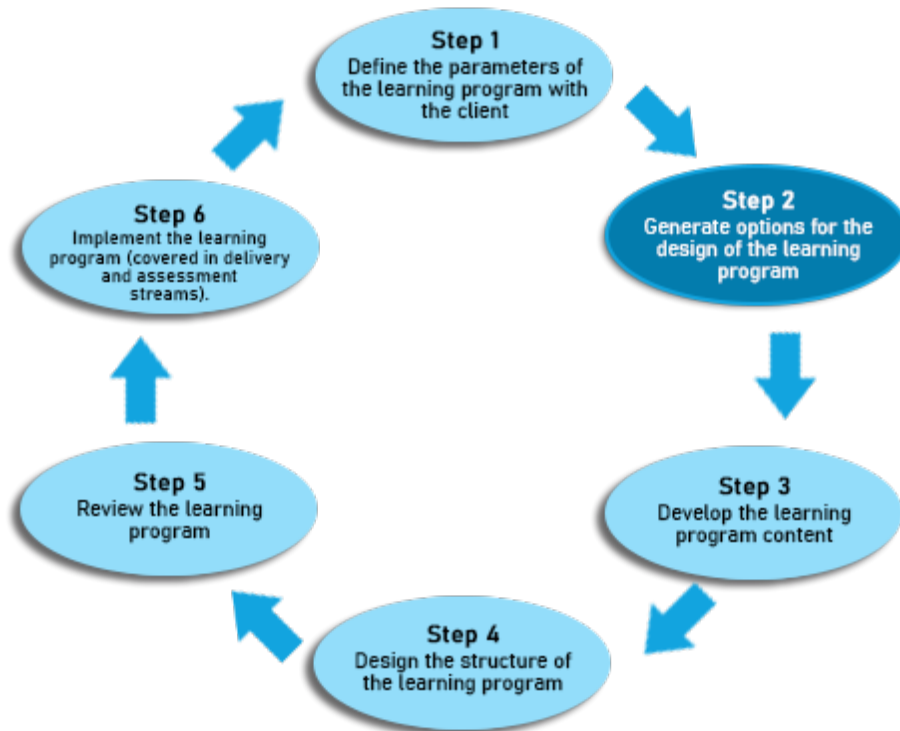 Step 1
Define the parameters of
the learning program with
the client
Step 2
Generate options for the
design of the learning
program
Step 3
Develop the learning
program content
Step 4
Design the structure of
the learning program
Step 5
Review the learning
program
Step 6
Implement the learning
program (covered in delivery
and assessment
streams).